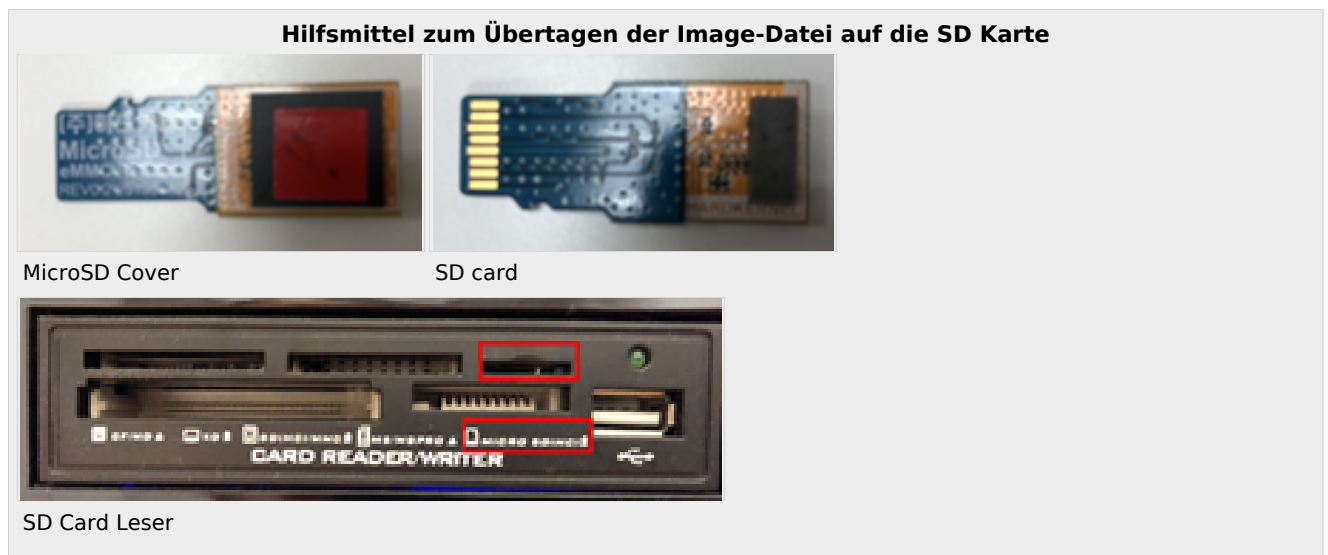 Hilfsmittel zum Übertagen der Image-Datei auf die SD Karte
[주]
MicroSD
eMMC
MicroSD Cover
SD card
CARD READER/WRITER
SD Card Leser